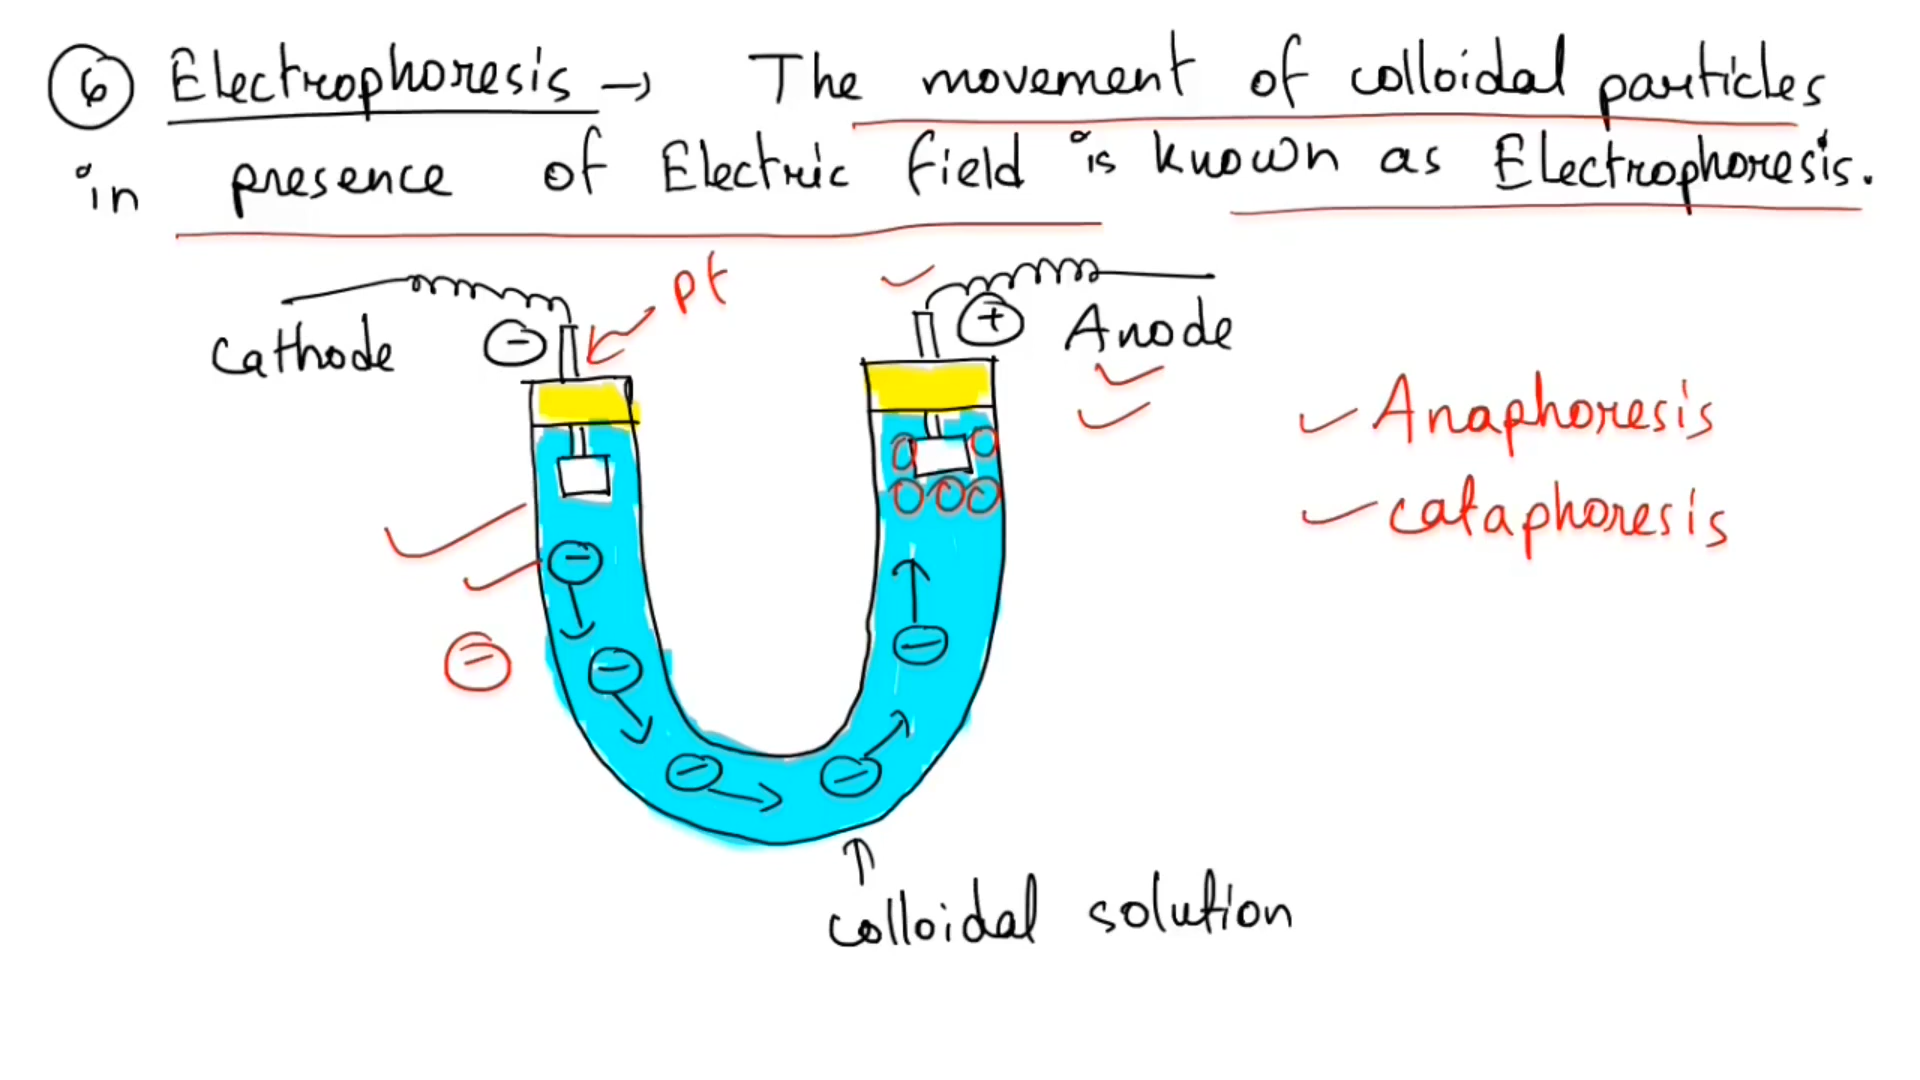 6 Electrophoresis → The movement of colloidal particles
in presence of Electric field is known as Electrophoresis.
pt
Cathode − + Anode
✓ Anaphoresis
✓ cataphoresis
−
−
−
−
−
−
colloidal solution